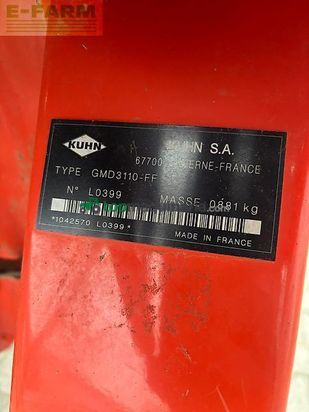 E-FARM
KUHN
KUHN S.A.
67700 SAVERNE-FRANCE
TYPE GMD3110-FF
N° L0399 MASSE 0881 kg
*1042570 L0399*
MADE IN FRANCE